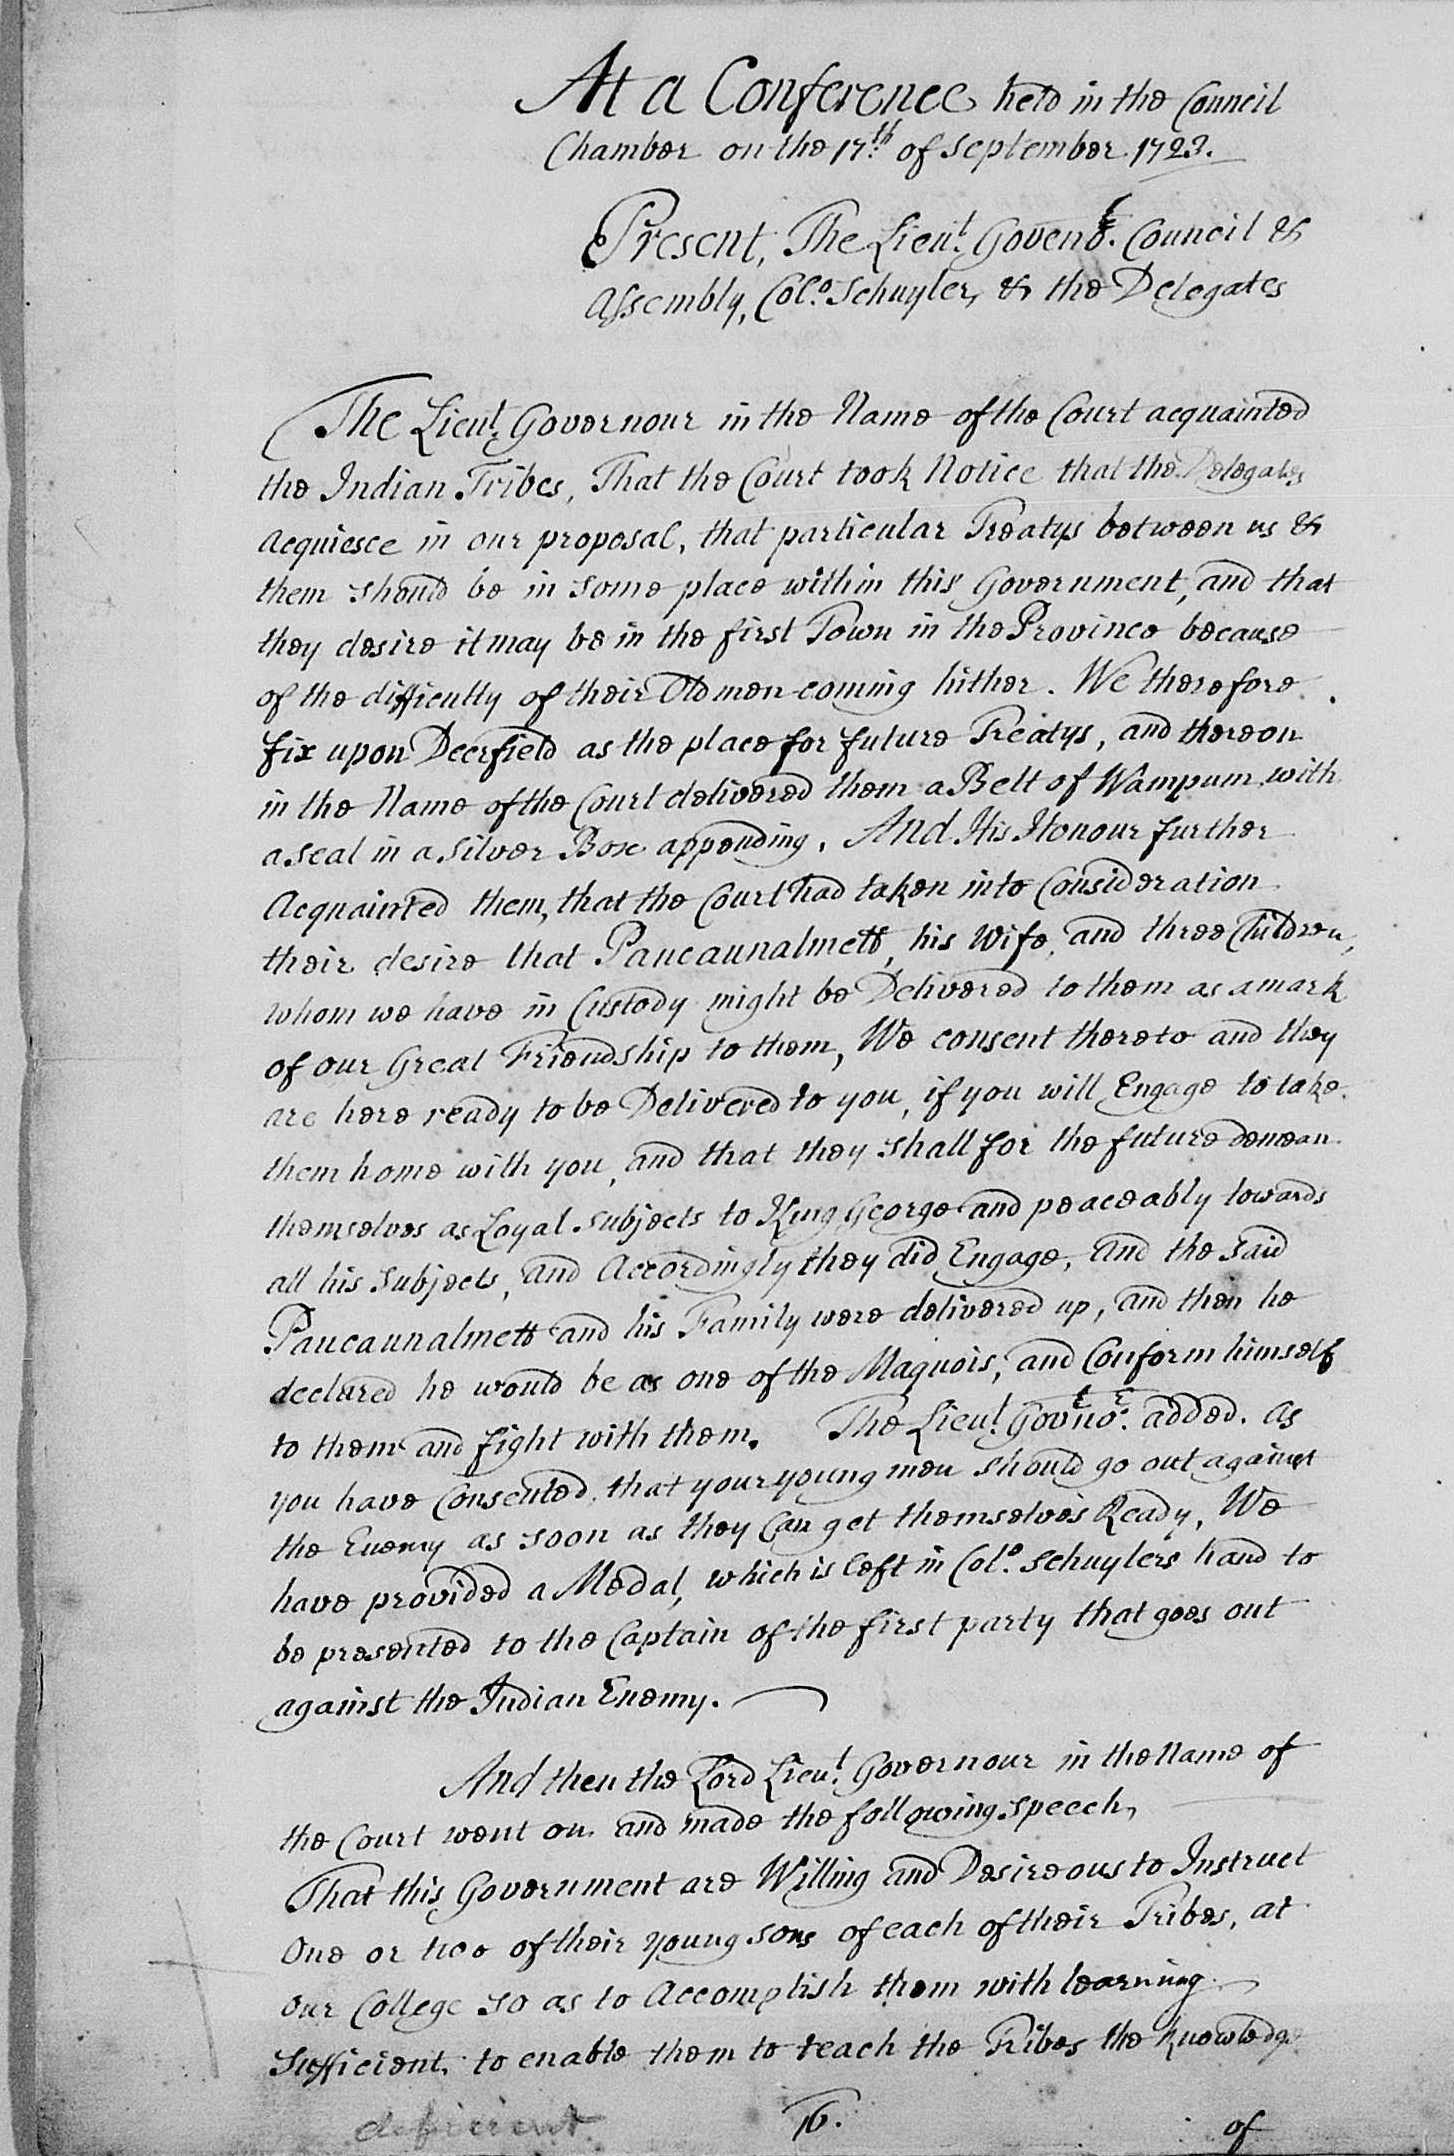 At a Conference held in the Council
Chamber on the 17th of September 1723.
Present, The Lieut. Govenor. Council &
Assembly, Colo. Schuyler, & the Delegates
The Lieut. Governour in the Name of the Court acquainted
the Indian Tribes, That the Court took Notice that the Delegates
acquiesce in our proposal, that particular Treatys between us &
them should be in some place within this Government, and that
they desire it may be in the first Town in the Province because
of the difficulty of their Old men coming hither. We therefore
fix upon Deerfield as the place for future Treatys, and thereon
in the Name of the Court delivered them a Belt of Wampum with
a seal in a Silver Box appending, And His Honour further
Acquainted them, that the Court had taken into Consideration
their desire that Paucaunalmett, his Wife, and three Children,
whom we have in Custody might be Delivered to them as a mark
of our Great Friendship to them, We consent thereto and they
are here ready to be Delivered to you, if you will Engage to take
them home with you, and that they shall for the future demean
themselves as Loyal Subjects to King George and peaceably towards
all his Subjects, and Accordingly they did Engage, and the said
Paucaunalmett and his Family were delivered up, and then he
declared he would be as one of the Maquois, and Conform himself
to them and fight with them. The Lieut. Govno. added. As
you have Consented, that your young men should go out against
the Enemy as soon as they Can get themselves Ready, We
have provided a Medal, which is left in Colo. Schuylers hand to
be presented to the Captain of the first party that goes out
against the Indian Enemy.
And then the Lord Lieut. Governour in the name of
the Court went on and made the following speech,
That this Government are Willing and Desireous to Instruct
One or two of their young sons of each of their Tribes, at
our College so as to Accomplish them with learning
Sufficient, to enable them to teach the Tribes the knowledge
deficient.
16.
of